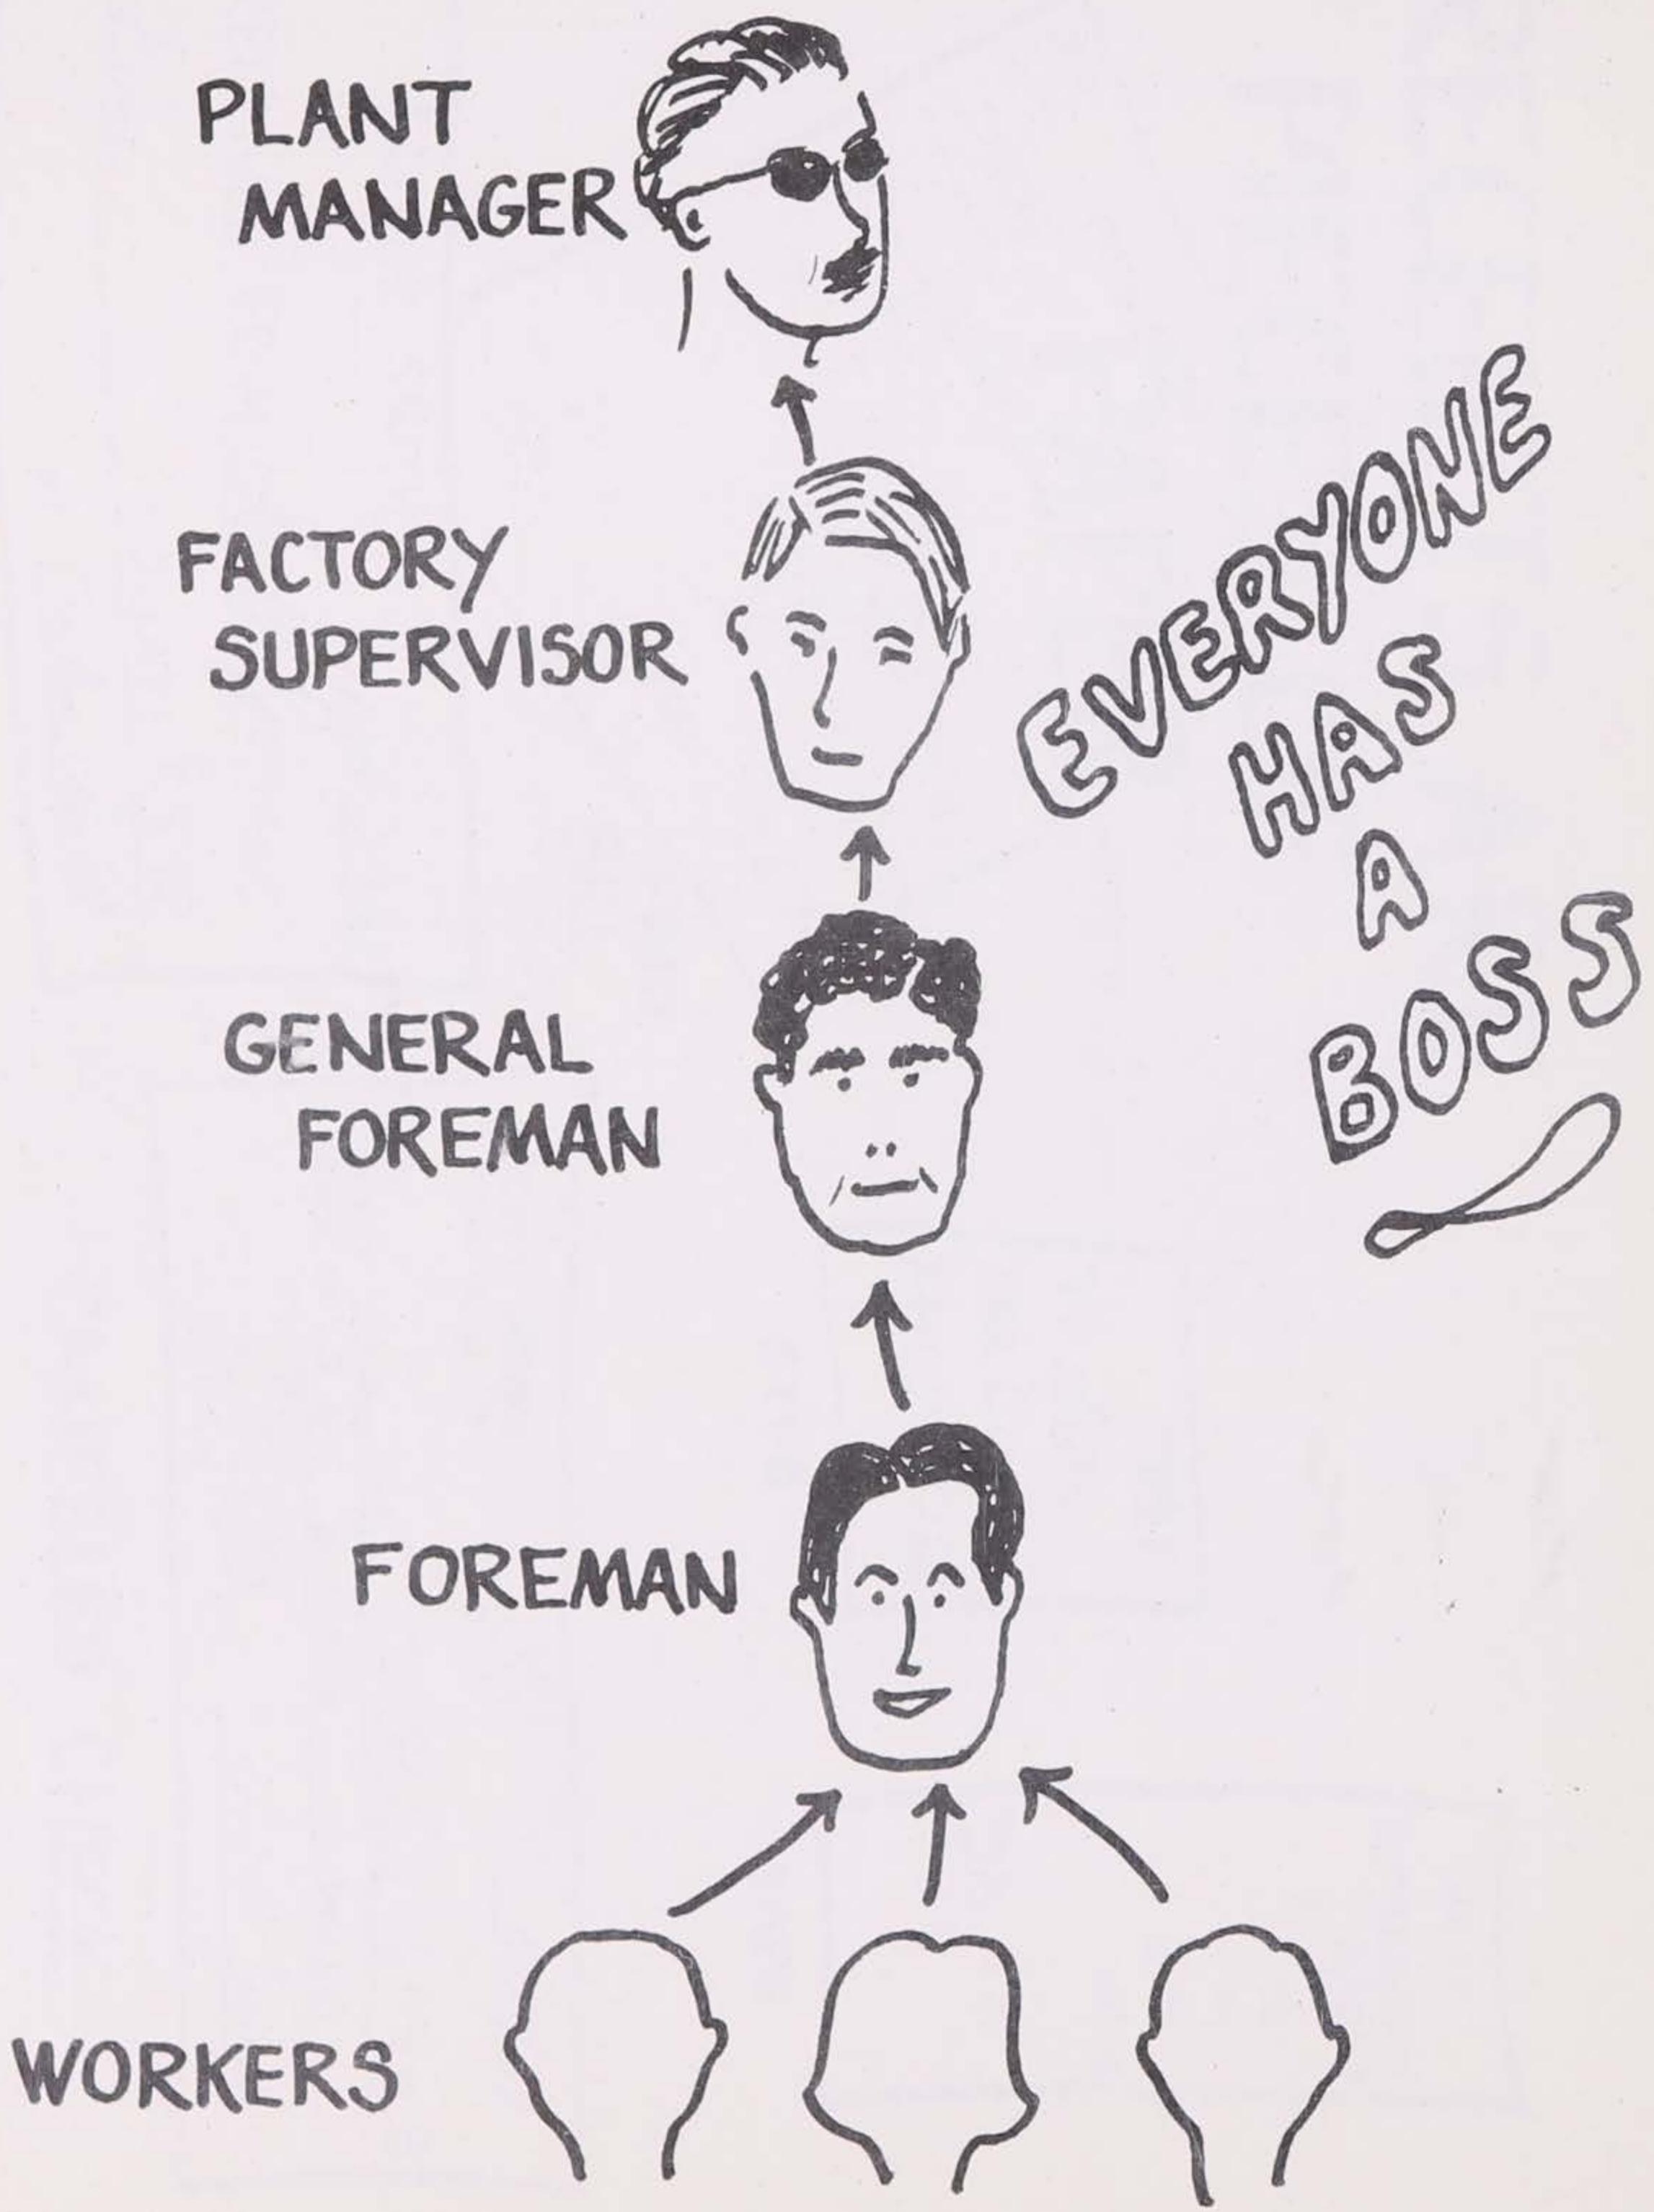 PLANT
MANAGER
FACTORY
SUPERVISOR
EVERYONE
HAS
A
BOSS
GENERAL
FOREMAN
FOREMAN
WORKERS